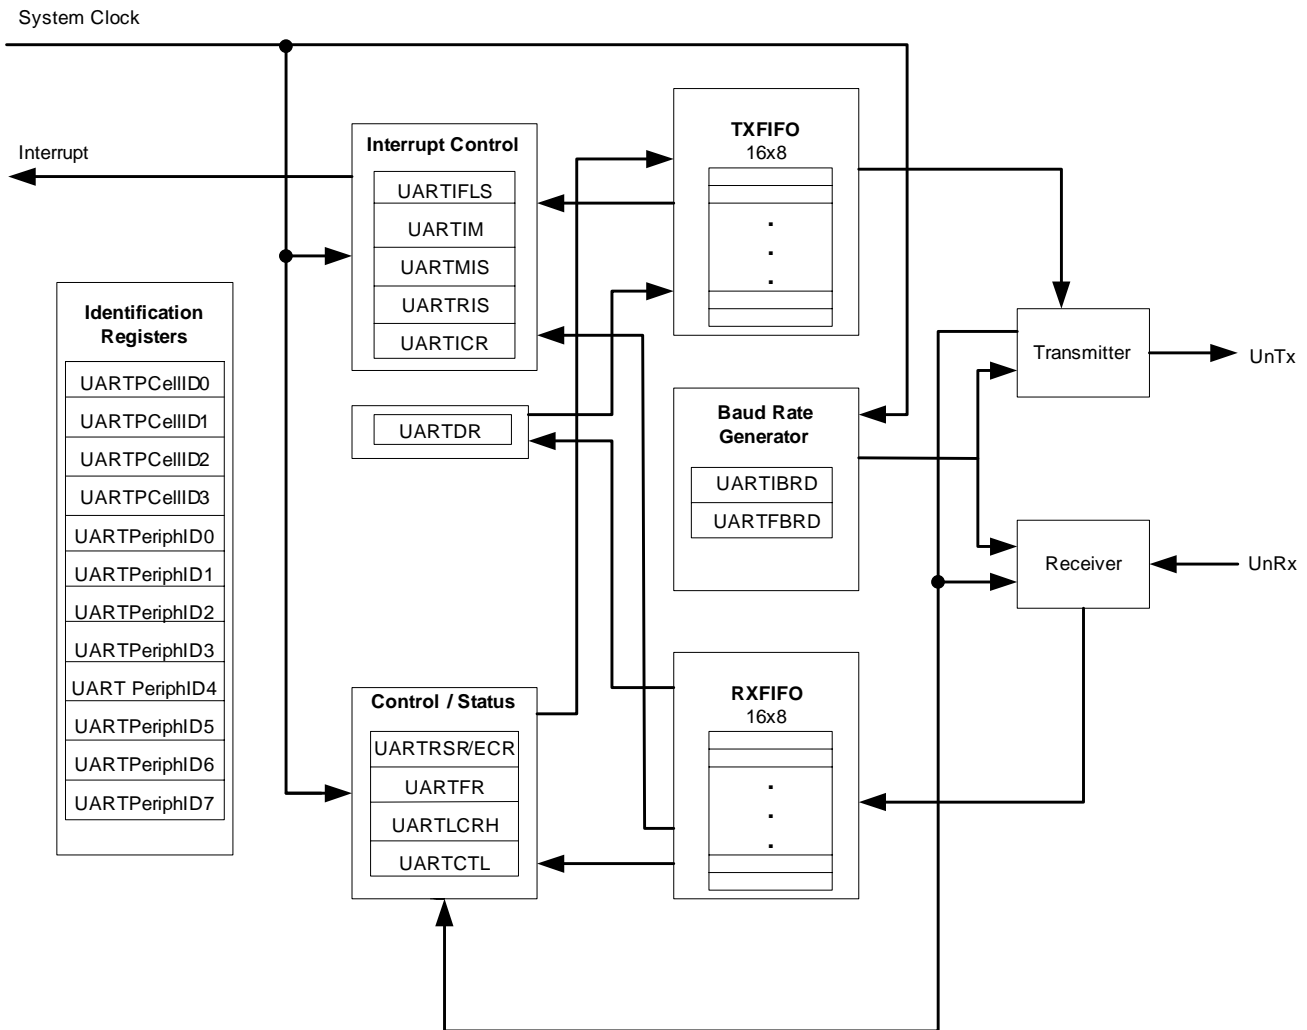 System Clock
Interrupt
Identification
Registers
UARTPCellID0
UARTPCellID1
UARTPCellID2
UARTPCellID3
UARTPeriphID0
UARTPeriphID1
UARTPeriphID2
UARTPeriphID3
UART PeriphID4
UARTPeriphID5
UARTPeriphID6
UARTPeriphID7
Interrupt Control
UARTIFLS
UARTIM
UARTMIS
UARTRIS
UARTICR
UARTDR
Control / Status
UARTRSR/ECR
UARTFR
UARTLCRH
UARTCTL
TXFIFO
16x8
.
.
.
Baud Rate
Generator
UARTIBRD
UARTFBRD
RXFIFO
16x8
.
.
.
Transmitter
UnTx
Receiver
UnRx